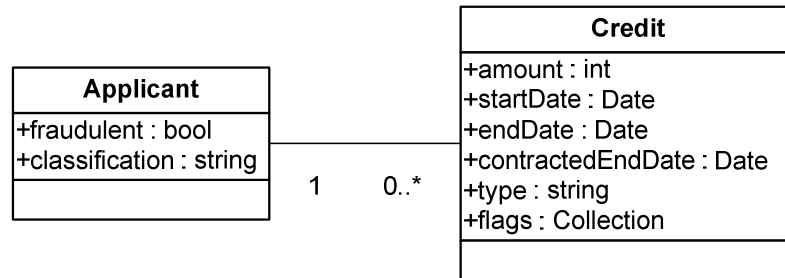 Applicant
+fraudulent : bool
+classification : string
1
0..*
Credit
+amount : int
+startDate : Date
+endDate : Date
+contractedEndDate : Date
+type : string
+flags : Collection